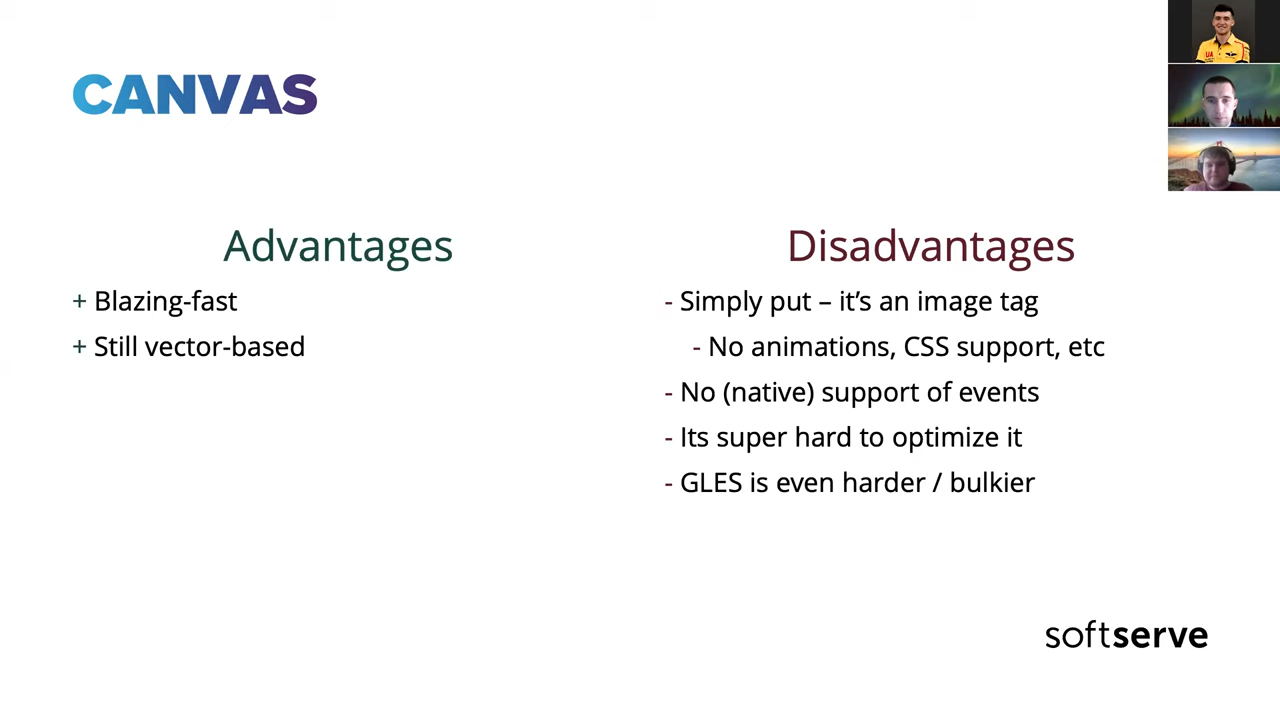 CANVAS
Advantages
+ Blazing-fast
+ Still vector-based
Disadvantages
- Simply put – it’s an image tag
- No animations, CSS support, etc
- No (native) support of events
- Its super hard to optimize it
- GLES is even harder / bulkier
softserve
UA